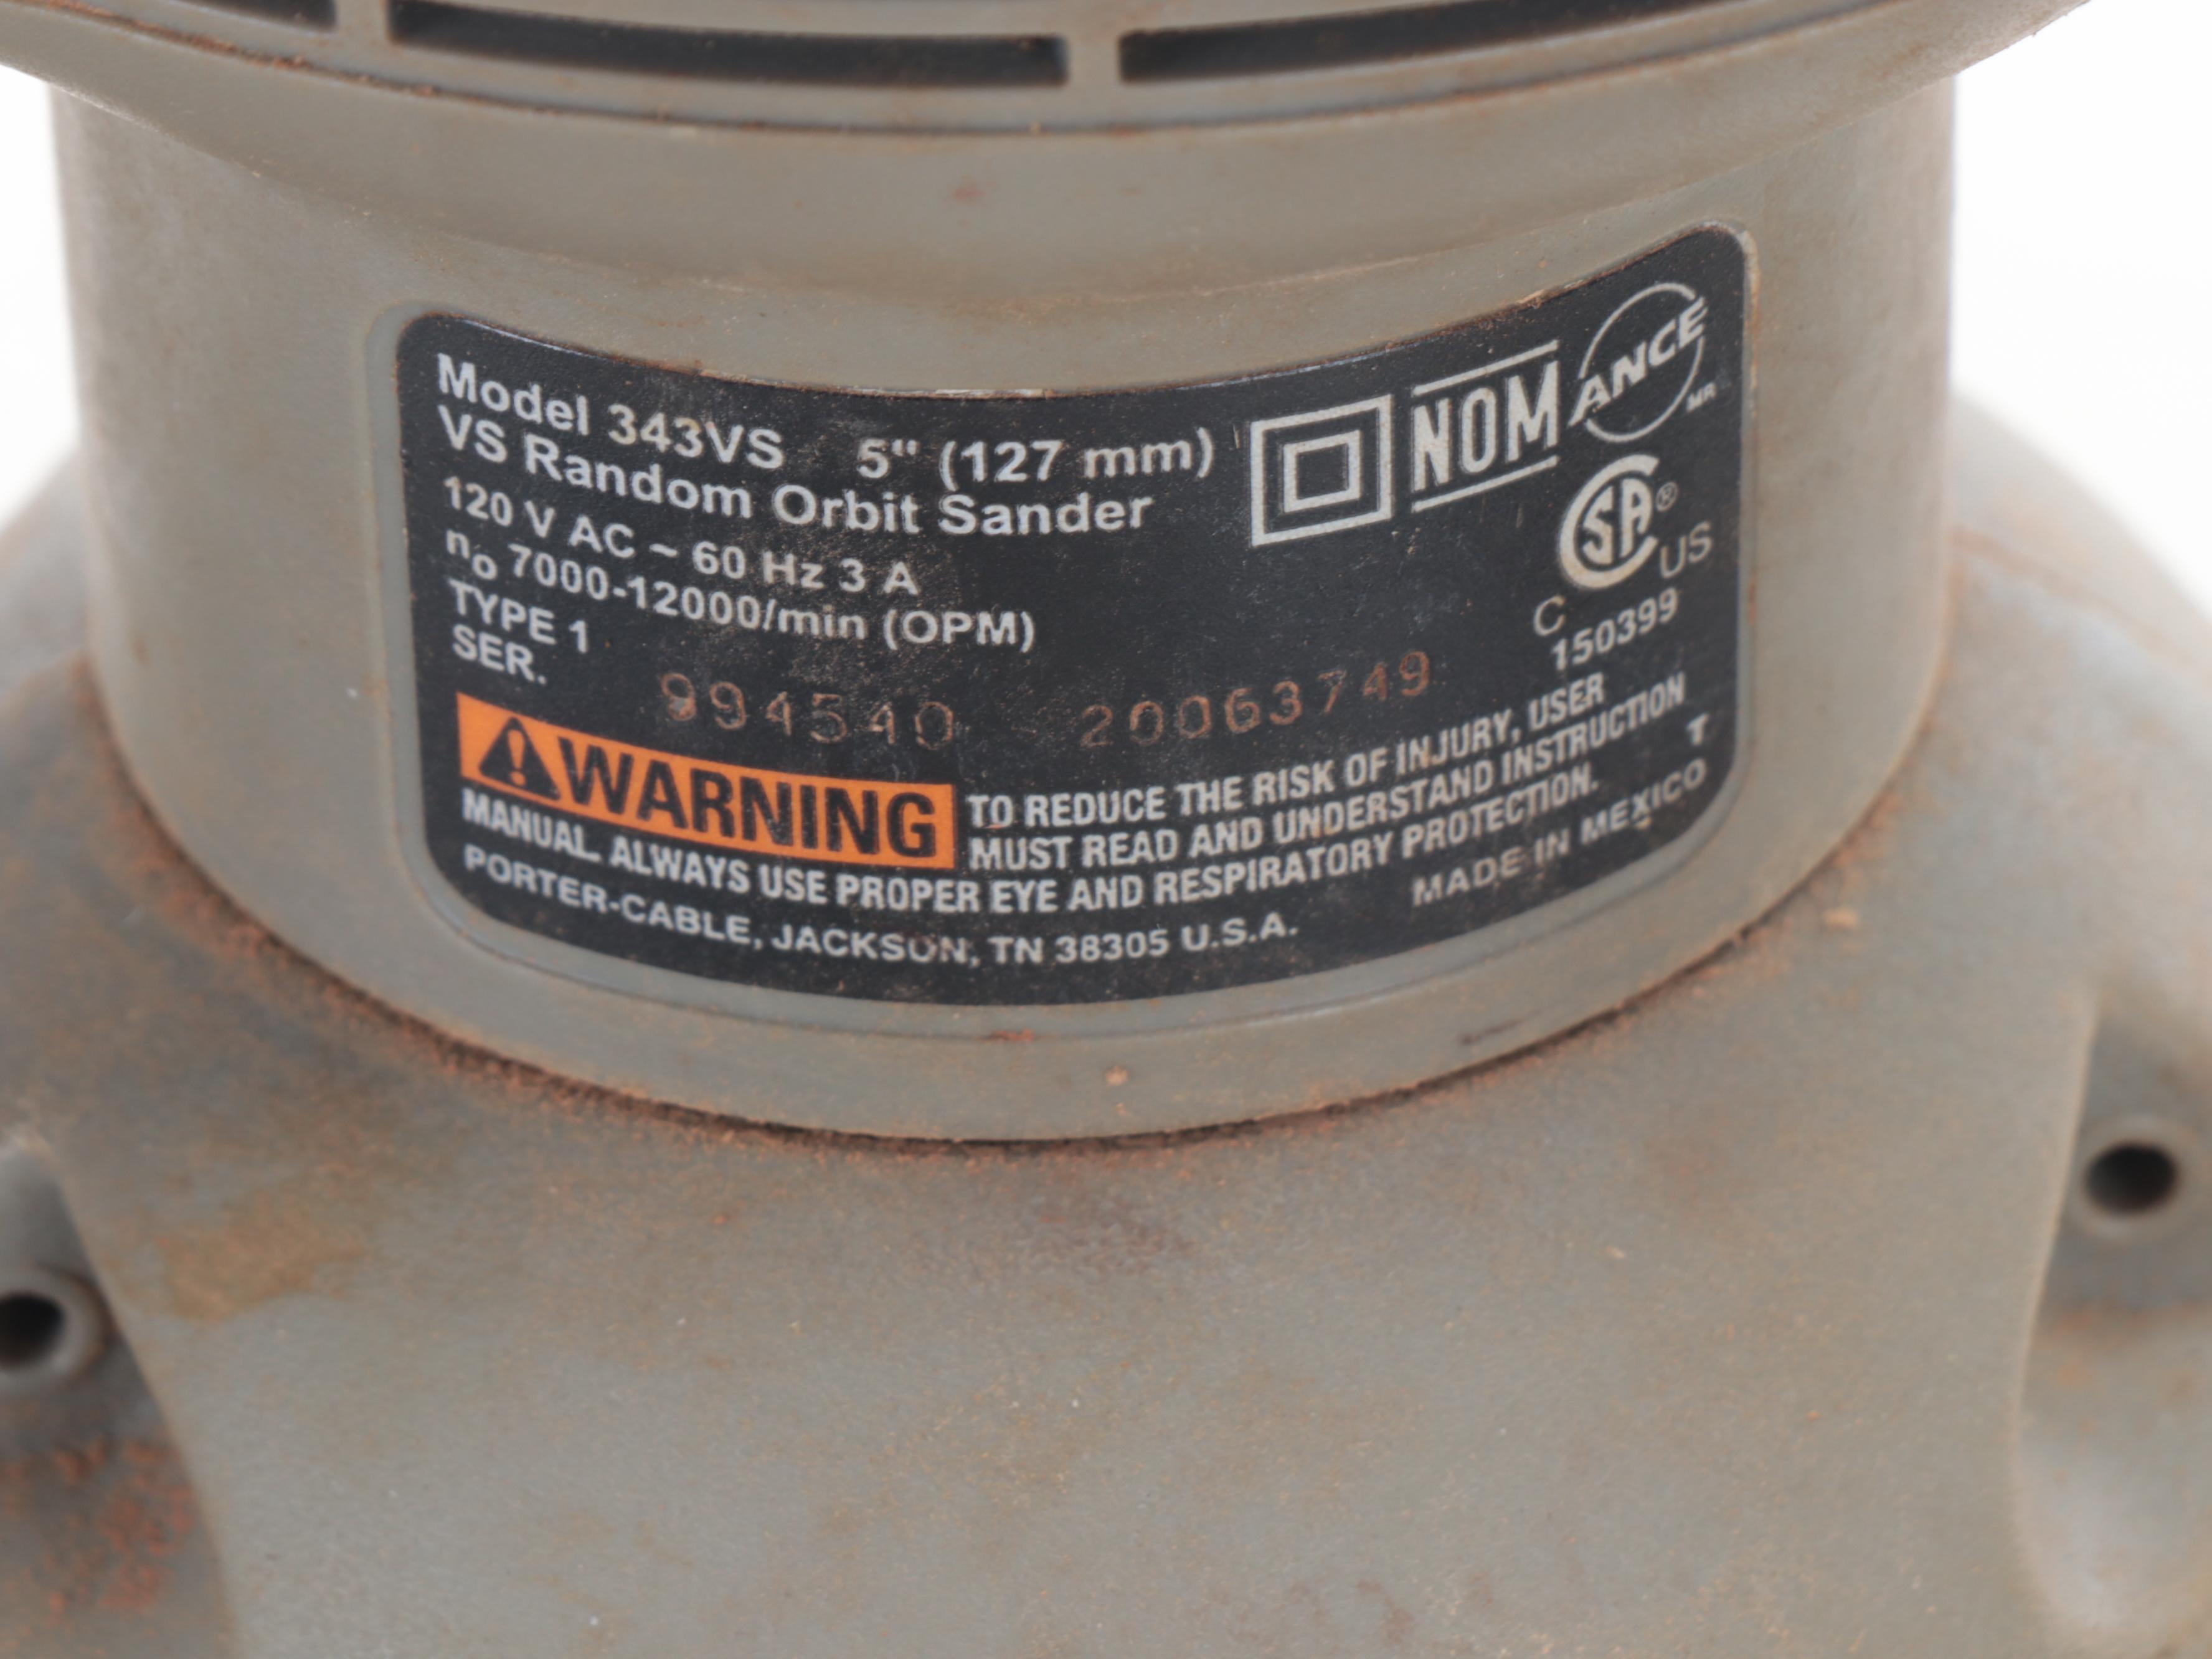 Model 343VS 5" (127 mm)
VS Random Orbit Sander
120 V AC ~ 60 Hz 3 A
no 7000-12000/min (OPM)
TYPE 1
SER.
994540 20063749
NOM
ANCE
MR
CSA®
C US
150399
WARNING TO REDUCE THE RISK OF INJURY, USER
MUST READ AND UNDERSTAND INSTRUCTION
MANUAL. ALWAYS USE PROPER EYE AND RESPIRATORY PROTECTION.
T
PORTER-CABLE, JACKSON, TN 38305 U.S.A. MADE IN MEXICO